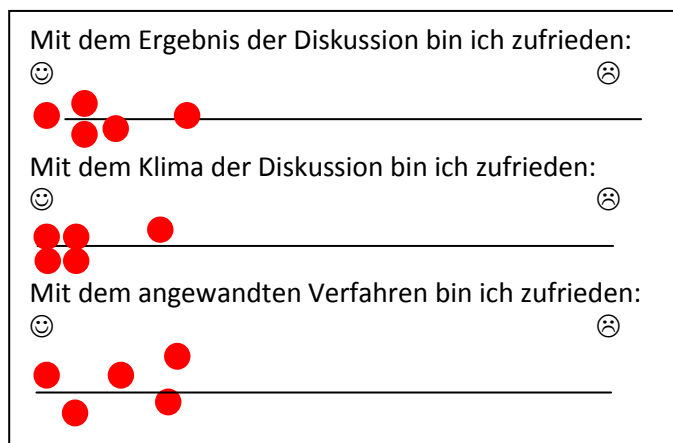 Mit dem Ergebnis der Diskussion bin ich zufrieden:
☺ ☹
Mit dem Klima der Diskussion bin ich zufrieden:
☺ ☹
Mit dem angewandten Verfahren bin ich zufrieden:
☺ ☹